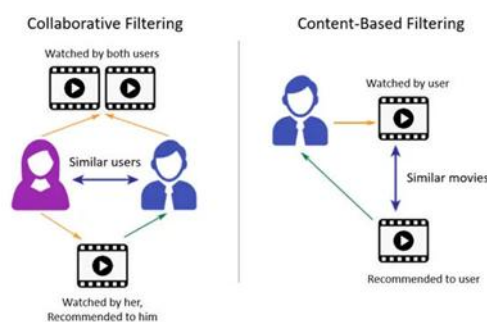 Collaborative Filtering
Watched by both users
Similar users
Watched by her,
Recommended to him
Content-Based Filtering
Watched by user
Similar movies
Recommended to user